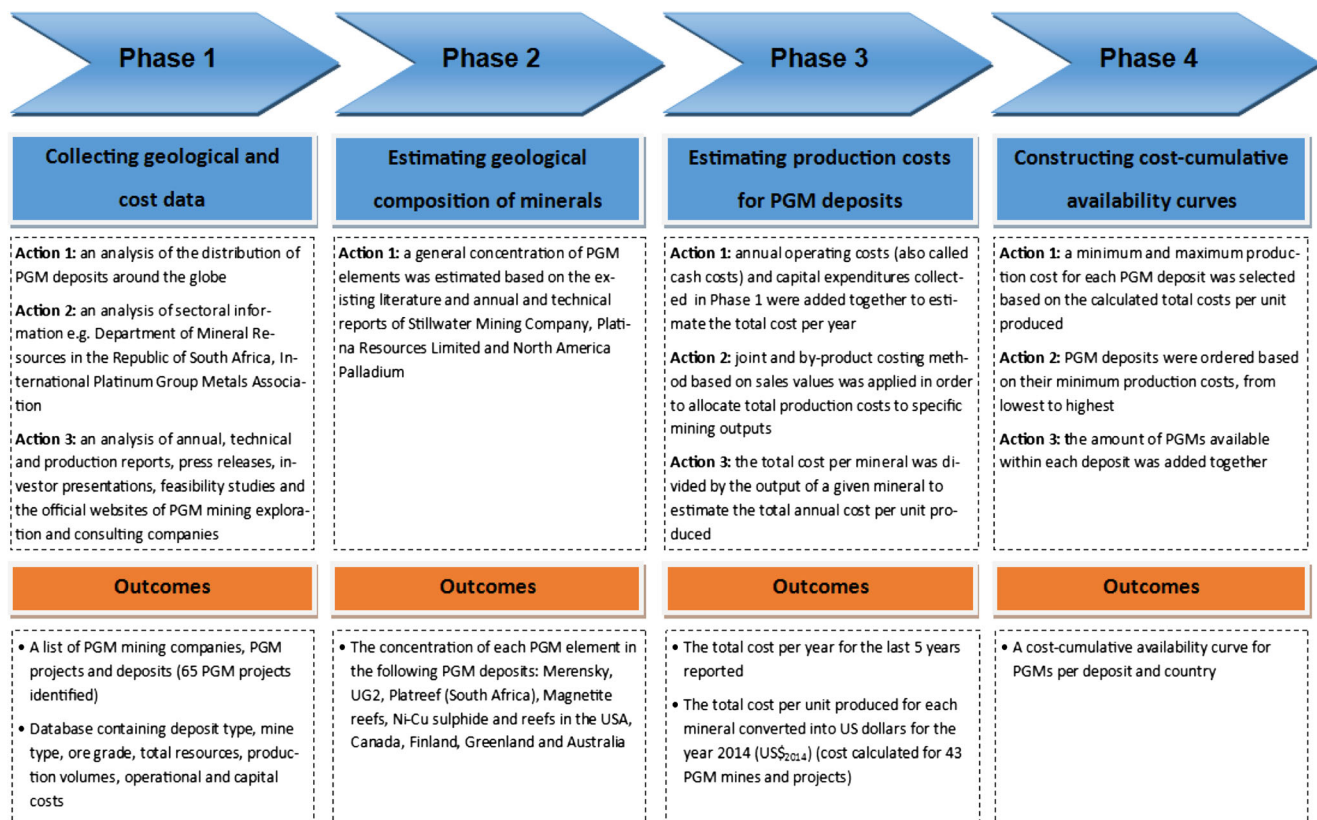 Phase 1
Phase 2
Phase 3
Phase 4
Collecting geological and
cost data
Estimating geological
composition of minerals
Estimating production costs
for PGM deposits
Constructing cost-cumulative
availability curves
Action 1: an analysis of the distribution of
PGM deposits around the globe
Action 2: an analysis of sectoral infor-
mation e.g. Department of Mineral Re-
sources in the Republic of South Africa, In-
ternational Platinum Group Metals Associa-
tion
Action 3: an analysis of annual, technical
and production reports, press releases, in-
vestor presentations, feasibility studies and
the official websites of PGM mining explora-
tion and consulting companies
Action 1: a general concentration of PGM
elements was estimated based on the ex-
isting literature and annual and technical
reports of Stillwater Mining Company, Plati-
na Resources Limited and North America
Palladium
Action 1: annual operating costs (also called
cash costs) and capital expenditures collect-
ed in Phase 1 were added together to esti-
mate the total cost per year
Action 2: joint and by-product costing meth-
od based on sales values was applied in order
to allocate total production costs to specific
mining outputs
Action 3: the total cost per mineral was di-
vided by the output of a given mineral to
estimate the total annual cost per unit pro-
duced
Action 1: a minimum and maximum produc-
tion cost for each PGM deposit was selected
based on the calculated total costs per unit
produced
Action 2: PGM deposits were ordered based
on their minimum production costs, from
lowest to highest
Action 3: the amount of PGMs available
within each deposit was added together
Outcomes
Outcomes
Outcomes
Outcomes
• A list of PGM mining companies, PGM
projects and deposits (65 PGM projects
identified)
• Database containing deposit type, mine
type, ore grade, total resources, produc-
tion volumes, operational and capital
costs
• The concentration of each PGM element in
the following PGM deposits: Merensky,
UG2, Platreef (South Africa), Magnetite
reefs, Ni-Cu sulphide and reefs in the USA,
Canada, Finland, Greenland and Australia
• The total cost per year for the last 5 years
reported
• The total cost per unit produced for each
mineral converted into US dollars for the
year 2014 (US$2014) (cost calculated for 43
PGM mines and projects)
• A cost-cumulative availability curve for
PGMs per deposit and country